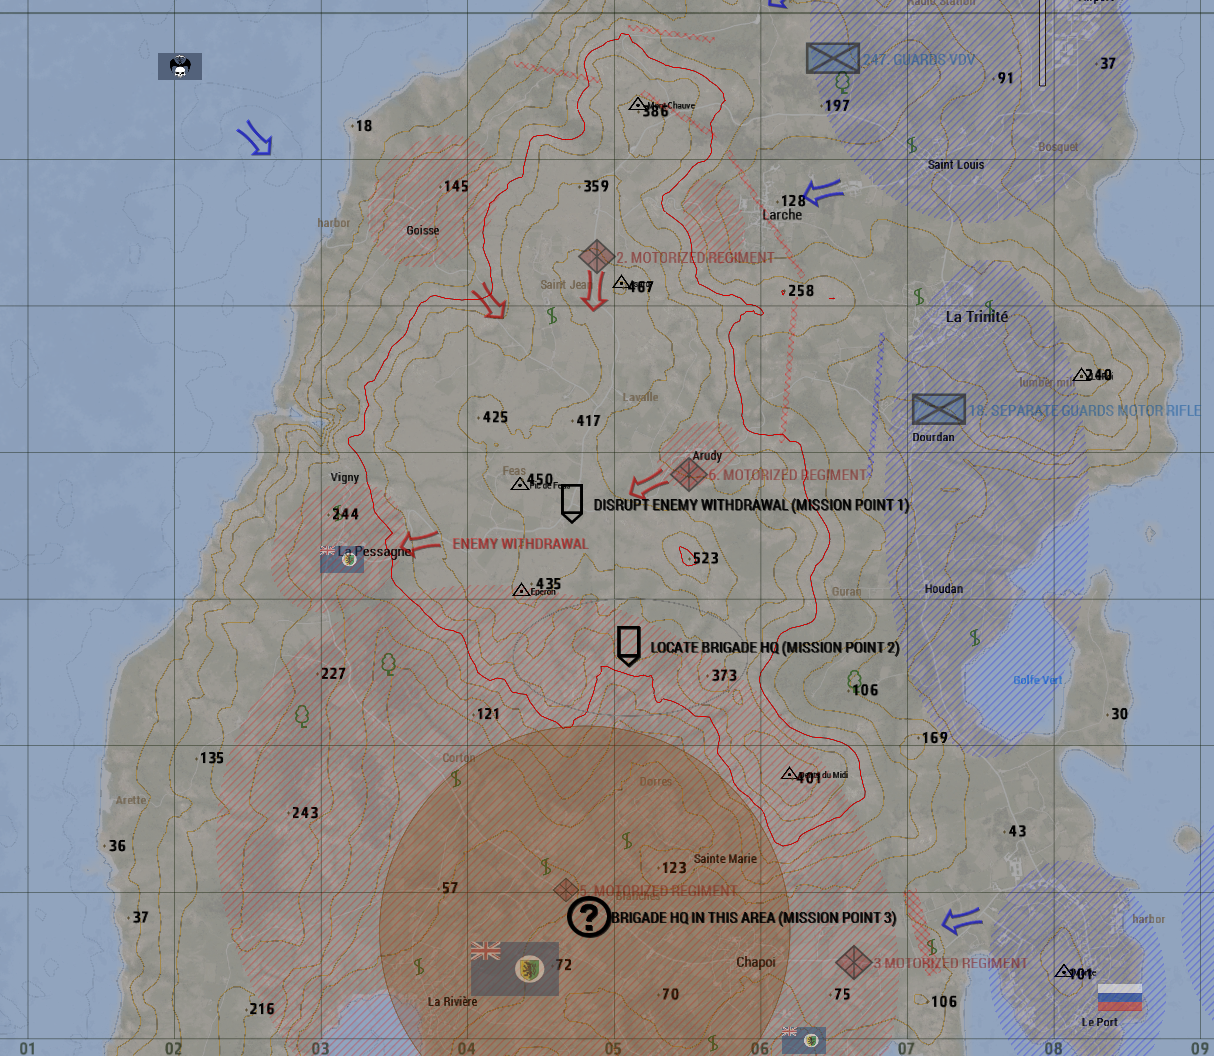 Radio Station
247. GUARDS VDV
91
37
197
386
18
Bosquet
Saint Louis
145
359
128
Larche
harbor
Goisse
2. MOTORIZED REGIMENT
Saint Jean
467
258
La Trinité
240
lumber mill
Lavalle
18. SEPARATE GUARDS MOTOR RIFLE
425
417
Dourdan
Arudy
Vigny
Feas
450
6. MOTORIZED REGIMENT
DISRUPT ENEMY WITHDRAWAL (MISSION POINT 1)
244
ENEMY WITHDRAWAL
La Pessagne
523
435
Eperon
Guran
Houdan
LOCATE BRIGADE HQ (MISSION POINT 2)
227
373
106
Golfe Vert
121
30
169
135
Corton
401
Dorres
Arette
243
43
36
123
Sainte Marie
57
5. MOTORIZED REGIMENT
37
BRIGADE HQ IN THIS AREA (MISSION POINT 3)
harbor
?
72
Chapoi
3 MOTORIZED REGIMENT
101
La Rivière
70
75
106
216
Le Port
01
02
03
04
05
06
07
08
09